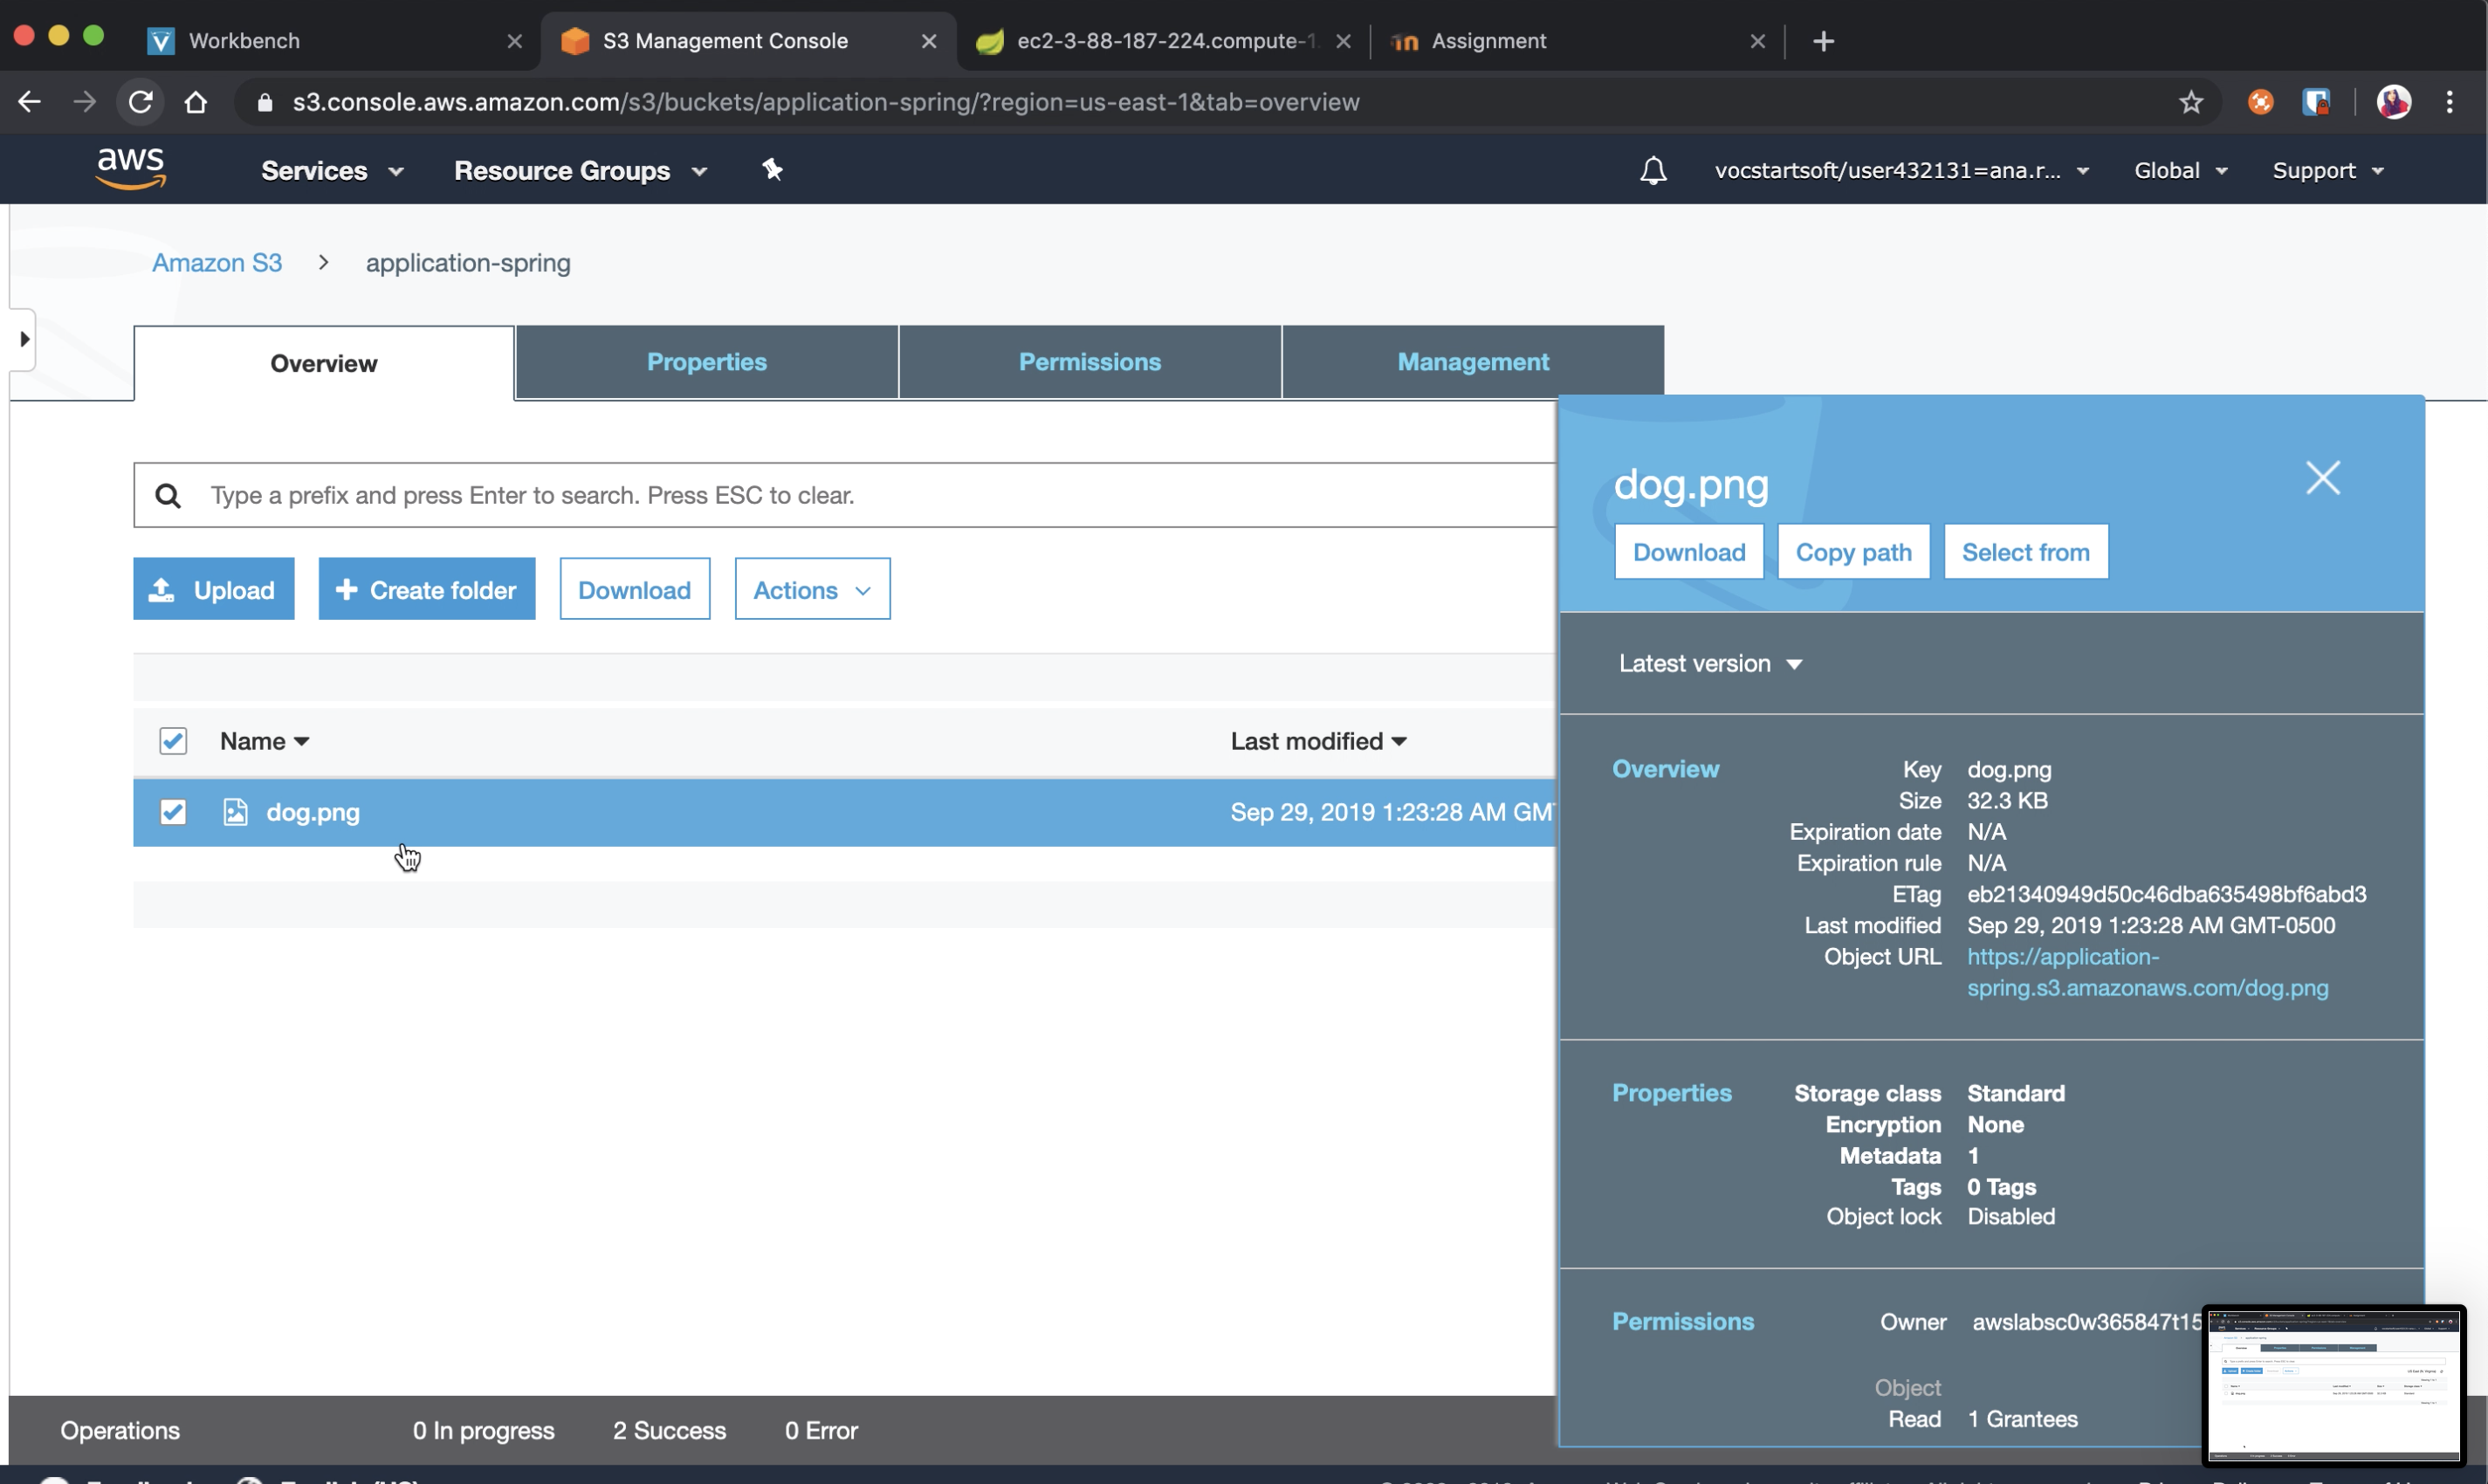 Workbench
S3 Management Console
ec2-3-88-187-224.compute-1.
Assignment
s3.console.aws.amazon.com/s3/buckets/application-spring/?region=us-east-1&tab=overview
aws
Services
Resource Groups
vocstartsoft/user432131=ana.r...
Global
Support
Amazon S3 > application-spring
Overview
Properties
Permissions
Management
Type a prefix and press Enter to search. Press ESC to clear.
Upload
+ Create folder
Download
Actions
Name
Last modified
dog.png
Sep 29, 2019 1:23:28 AM GM
dog.png
Download
Copy path
Select from
Latest version
Overview
Key dog.png
Size 32.3 KB
Expiration date N/A
Expiration rule N/A
ETag eb21340949d50c46dba635498bf6abd3
Last modified Sep 29, 2019 1:23:28 AM GMT-0500
Object URL https://application-
spring.s3.amazonaws.com/dog.png
Properties
Storage class Standard
Encryption None
Metadata 1
Tags 0 Tags
Object lock Disabled
Permissions
Owner awslabsc0w365847t15
Object
Read 1 Grantees
Operations
0 In progress
2 Success
0 Error